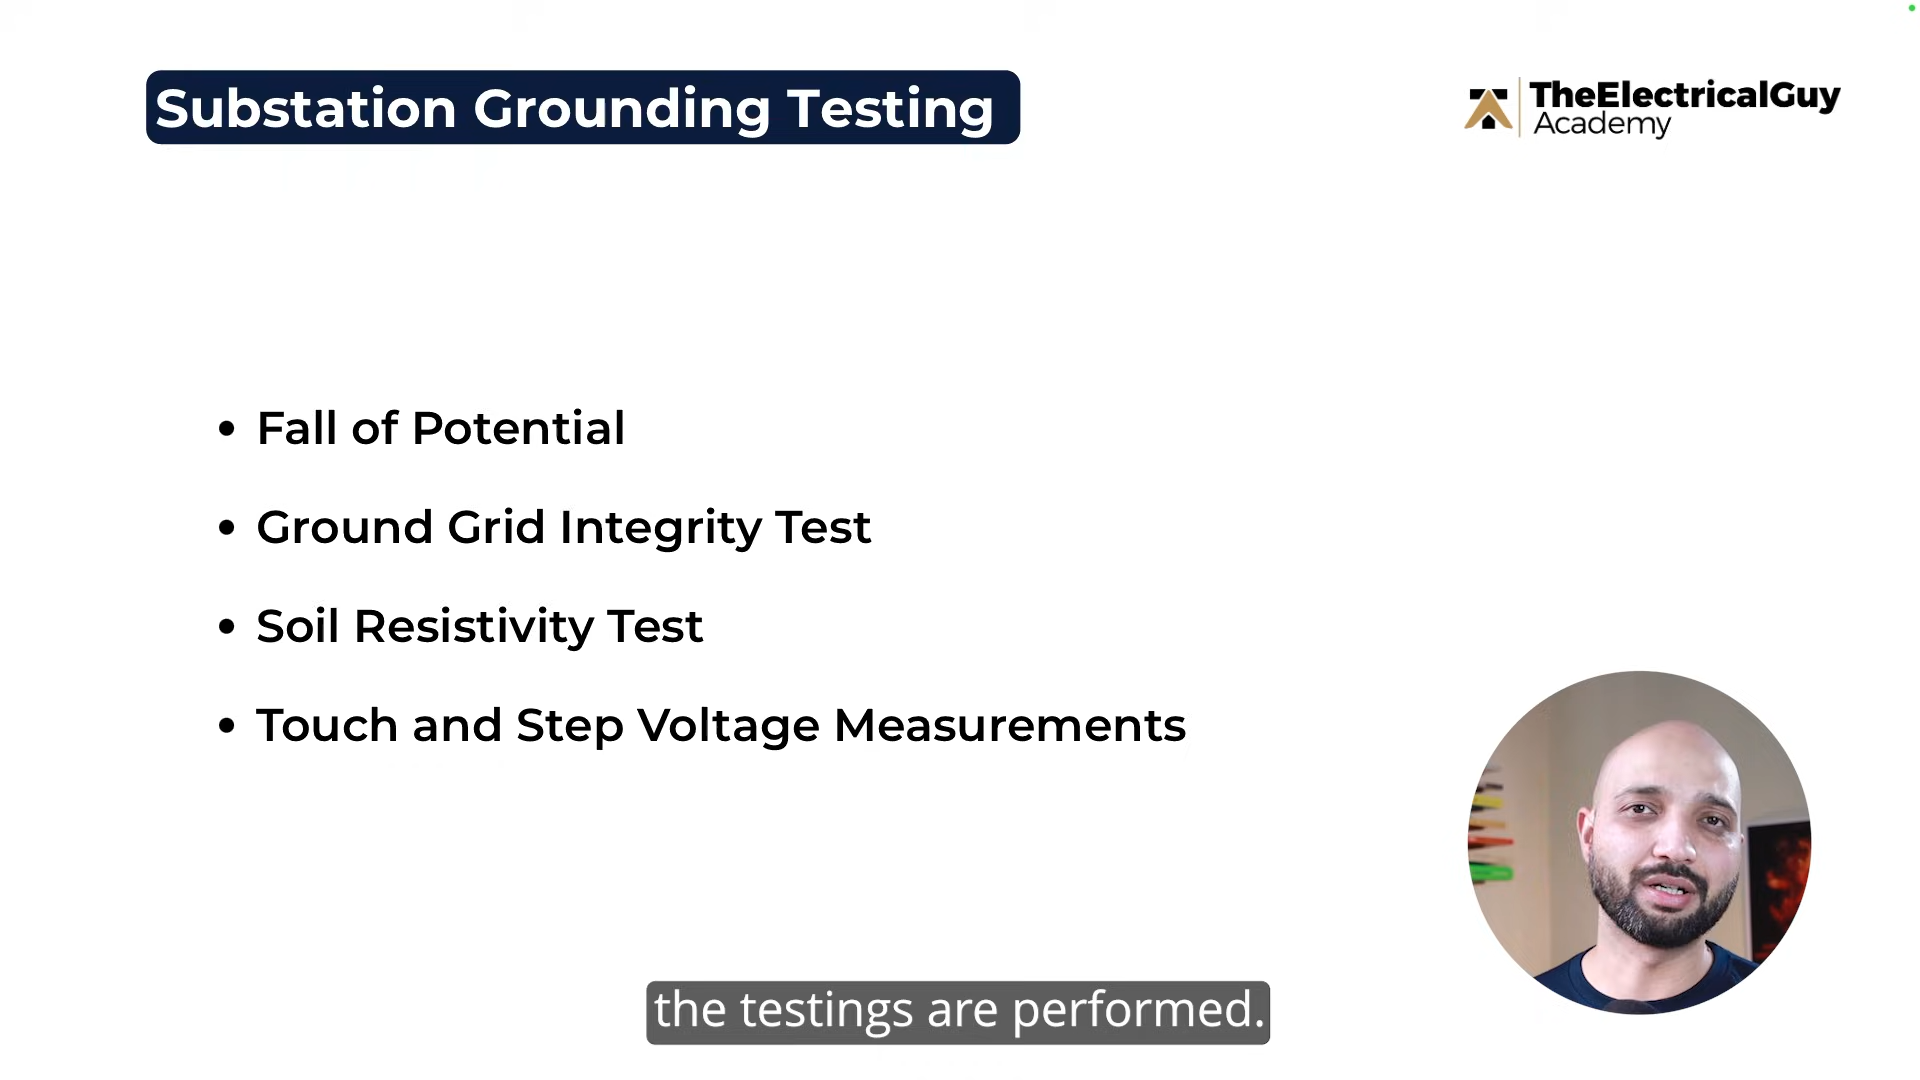 Substation Grounding Testing
TheElectricalGuy
Academy
• Fall of Potential
• Ground Grid Integrity Test
• Soil Resistivity Test
• Touch and Step Voltage Measurements
the testings are performed.